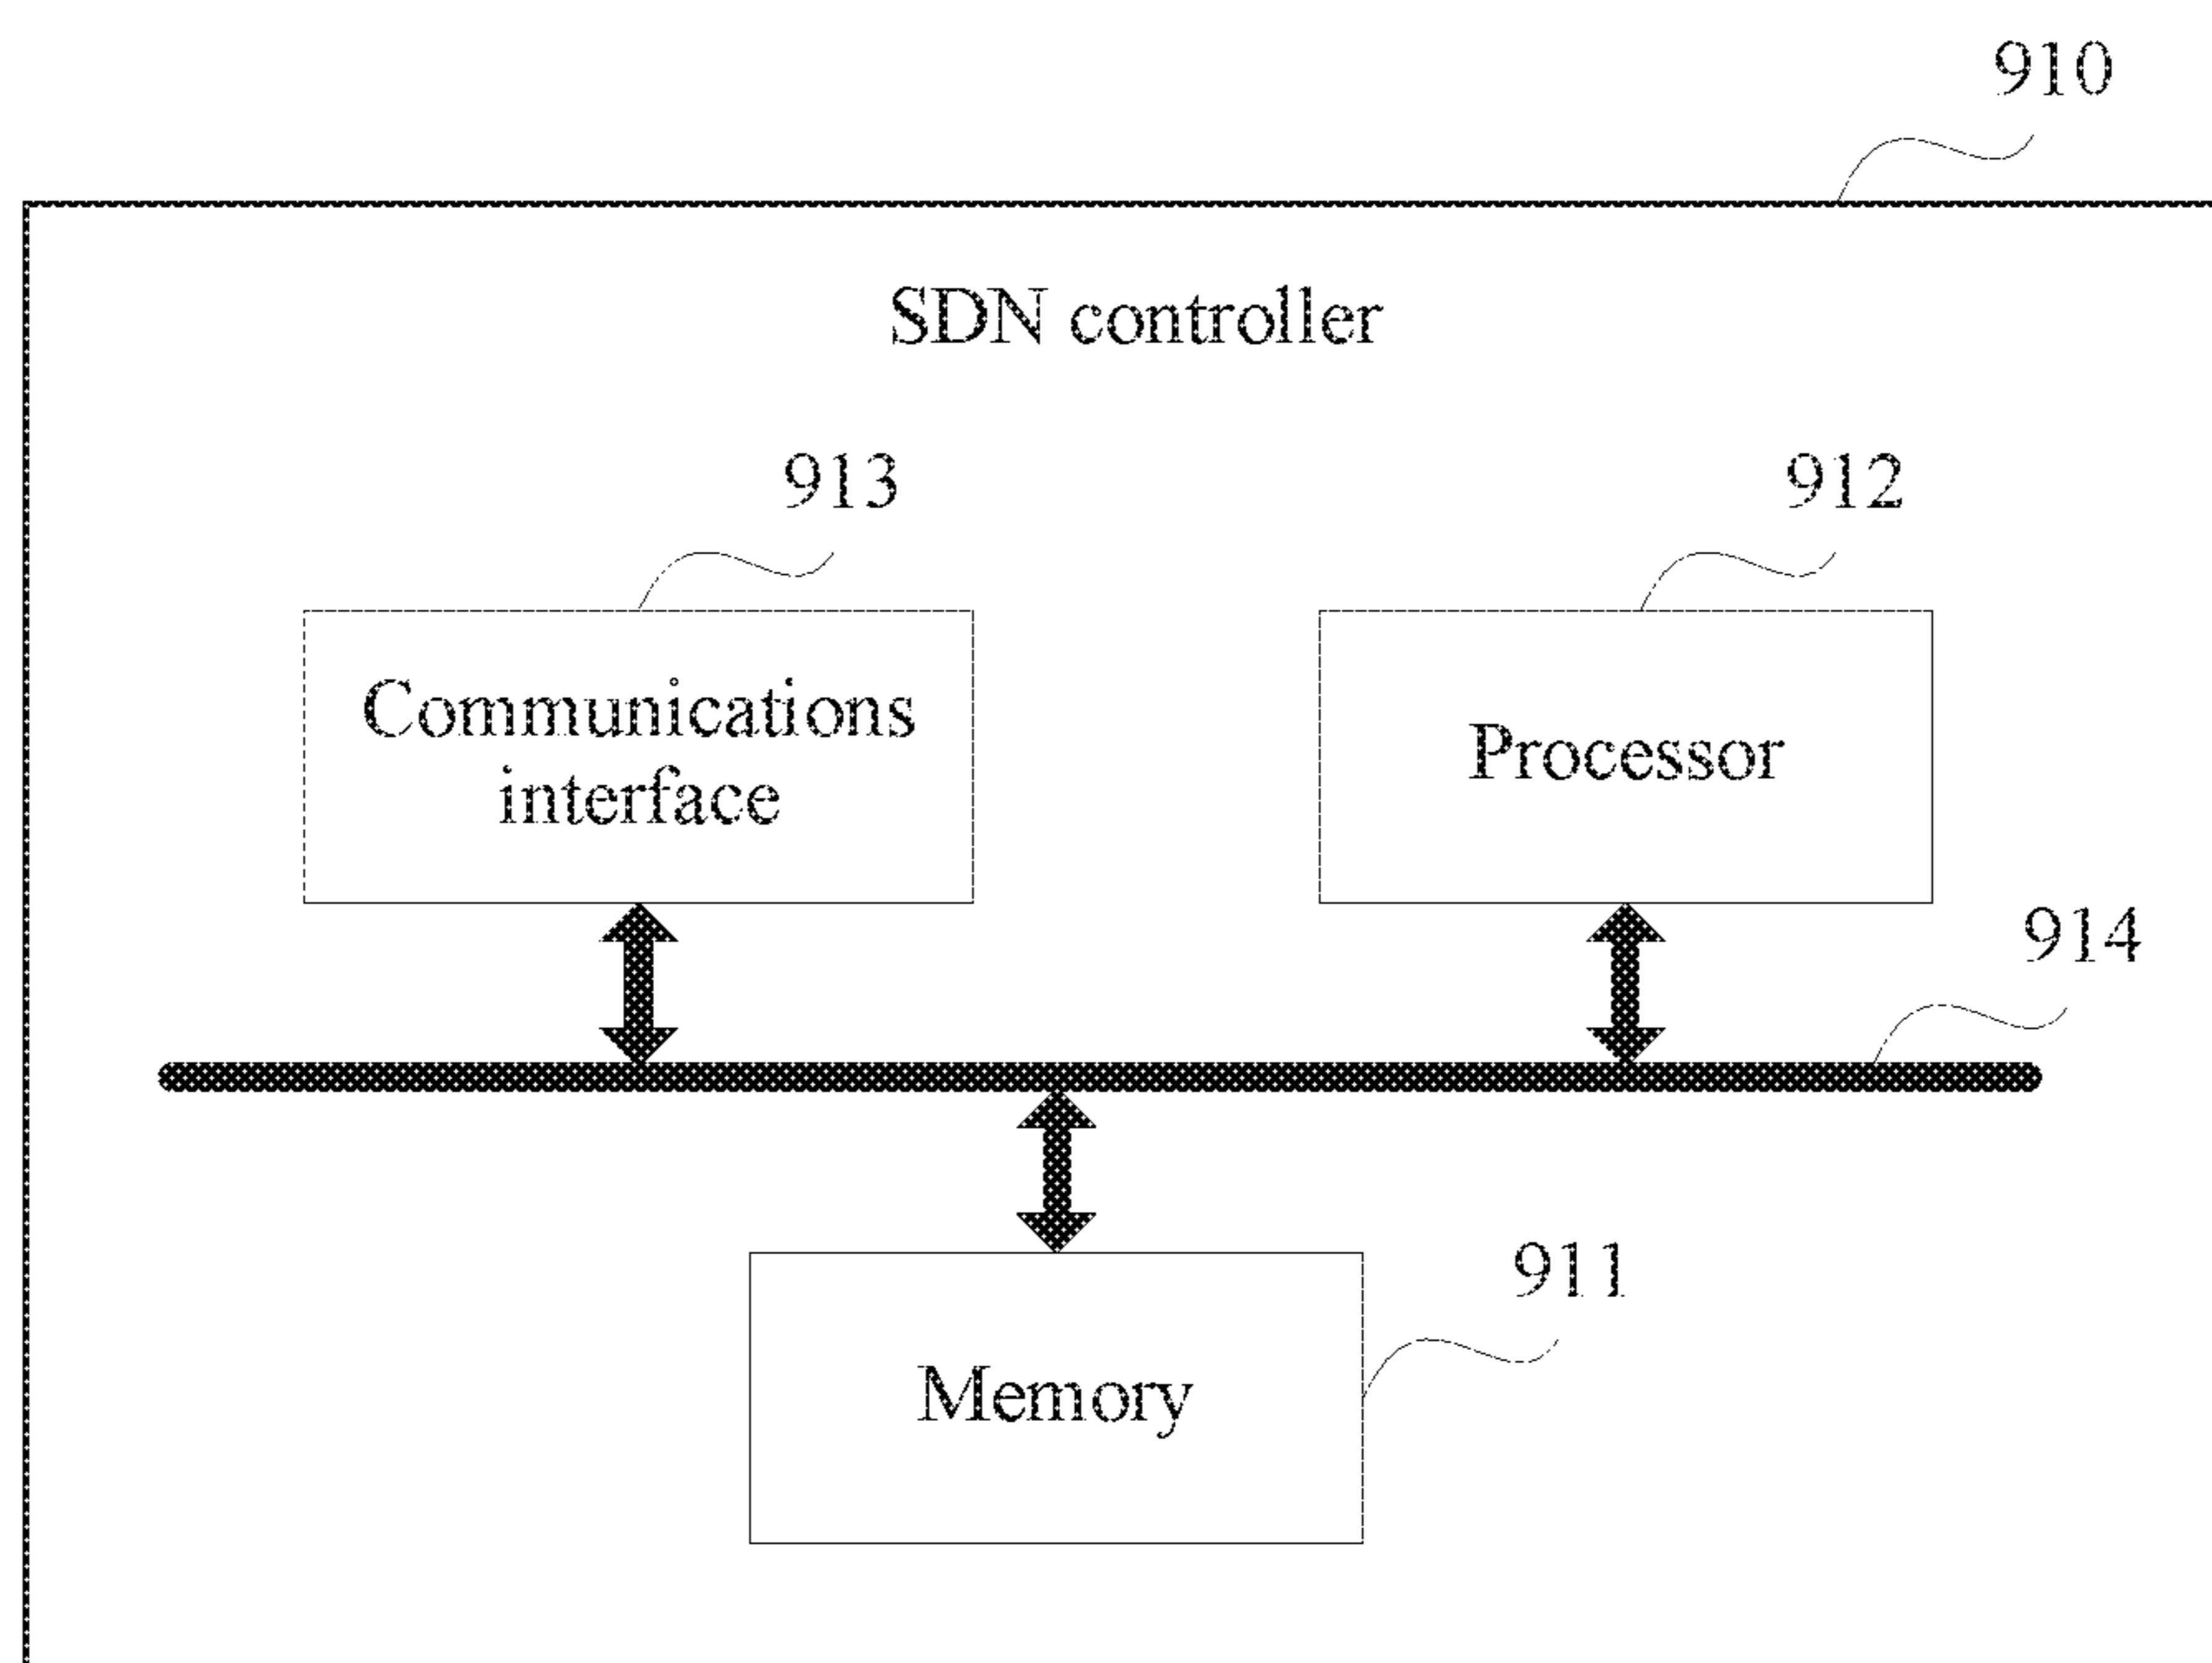 910
SDN controller
913
912
Communications
interface
Processor
914
911
Memory